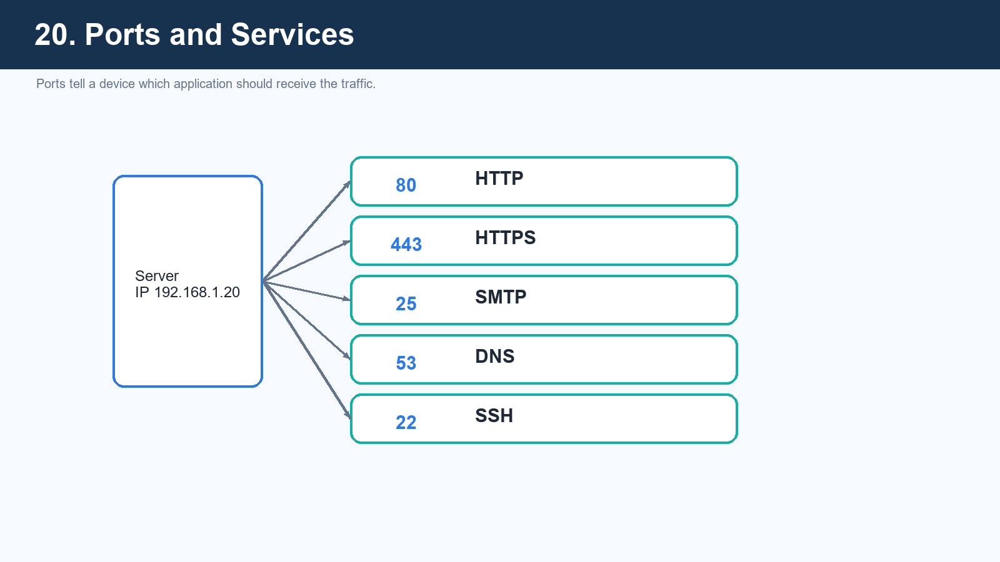 20. Ports and Services
Ports tell a device which application should receive the traffic.
Server
IP 192.168.1.20
80 HTTP
443 HTTPS
25 SMTP
53 DNS
22 SSH